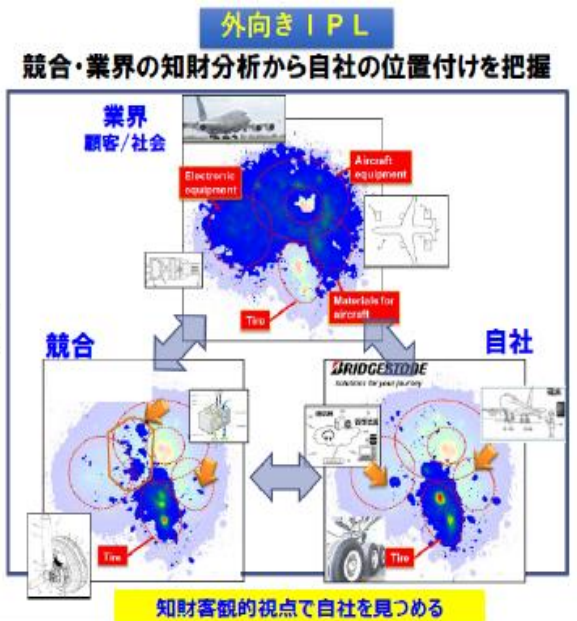 外向きIPL
競合・業界の知財分析から自社の位置付けを把握
業界
顧客/社会
Electronic
equipment
Aircraft
equipment
Tire
Materials for
aircraft
競合
自社
BRIDGESTONE
Solutions for your journey
Tire
Tire
知財客観的視点で自社を見つめる